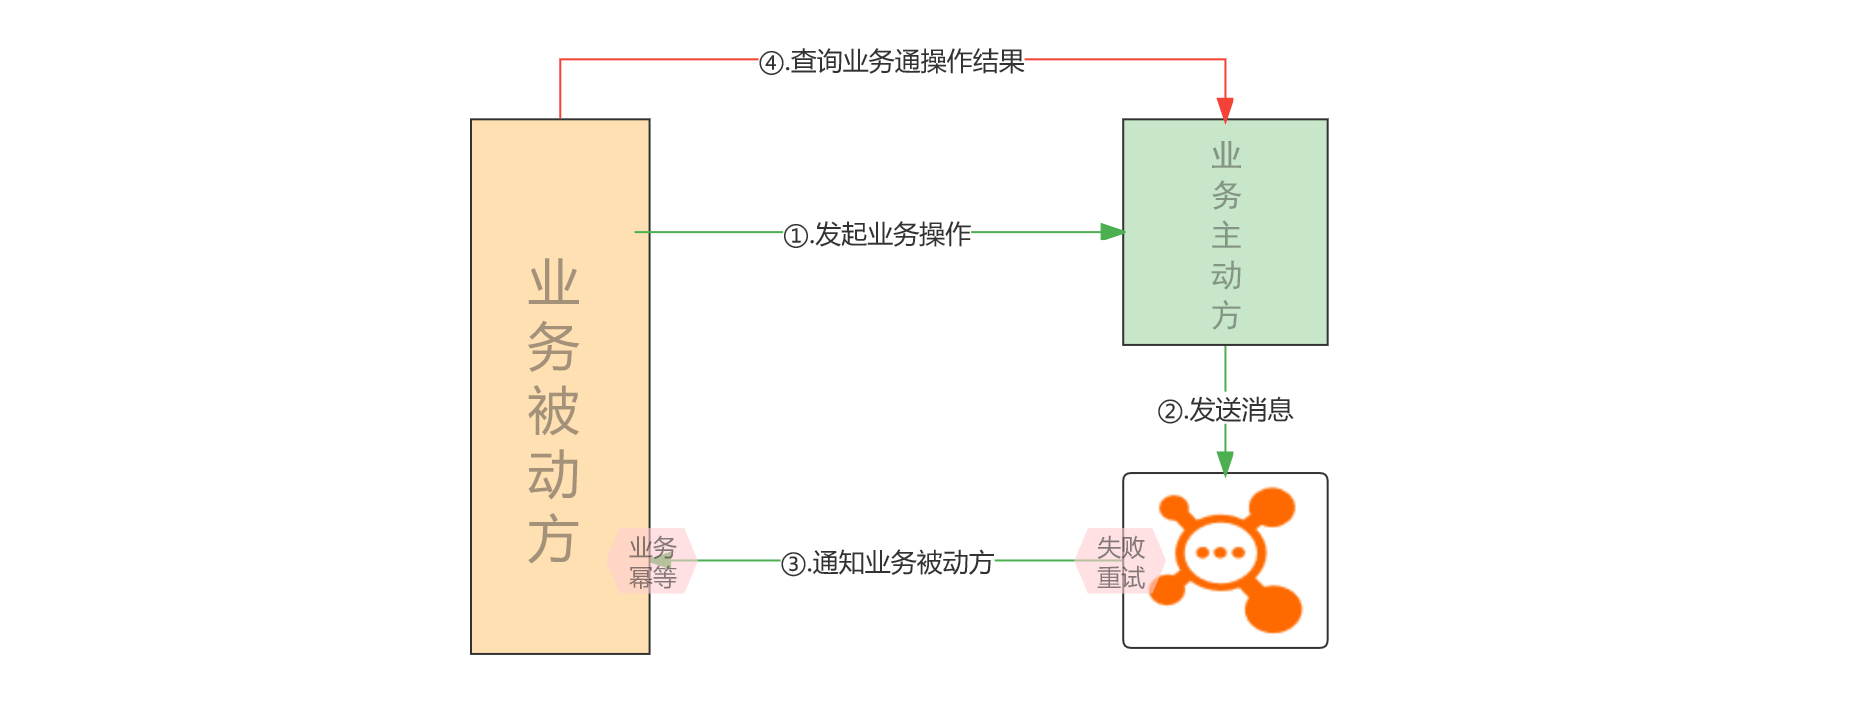 ④.查询业务通操作结果
①.发起业务操作
业
务
主
动
方
业
务
被
动
方
②.发送消息
业务
幂等
③.通知业务被动方
失败
重试